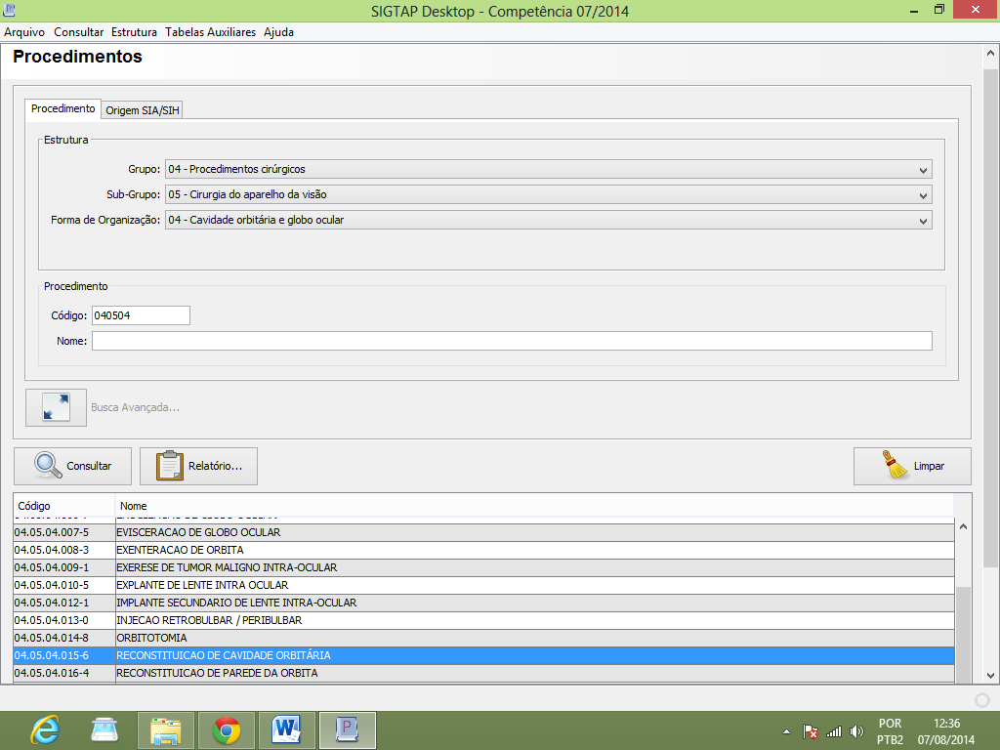 SIGTAP Desktop - Competência 07/2014
Arquivo Consultar Estrutura Tabelas Auxiliares Ajuda
Procedimentos
Procedimento Origem SIA/SIH
Estrutura
Grupo: 04 - Procedimentos cirúrgicos
Sub-Grupo: 05 - Cirurgia do aparelho da visão
Forma de Organização: 04 - Cavidade orbitária e globo ocular
Procedimento
Código: 040504
Nome:
Busca Avançada...
Consultar Relatório... Limpar
Código Nome
04.05.04.007-5 EVISCERACAO DE GLOBO OCULAR
04.05.04.008-3 EXENTERACAO DE ORBITA
04.05.04.009-1 EXERESE DE TUMOR MALIGNO INTRA-OCULAR
04.05.04.010-5 EXPLANTE DE LENTE INTRA OCULAR
04.05.04.012-1 IMPLANTE SECUNDARIO DE LENTE INTRA-OCULAR
04.05.04.013-0 INJECAO RETROBULBAR / PERIBULBAR
04.05.04.014-8 ORBITOTOMIA
04.05.04.015-6 RECONSTITUICAO DE CAVIDADE ORBITÁRIA
04.05.04.016-4 RECONSTITUICAO DE PAREDE DA ORBITA
P
POR 12:36
PTB2 07/08/2014